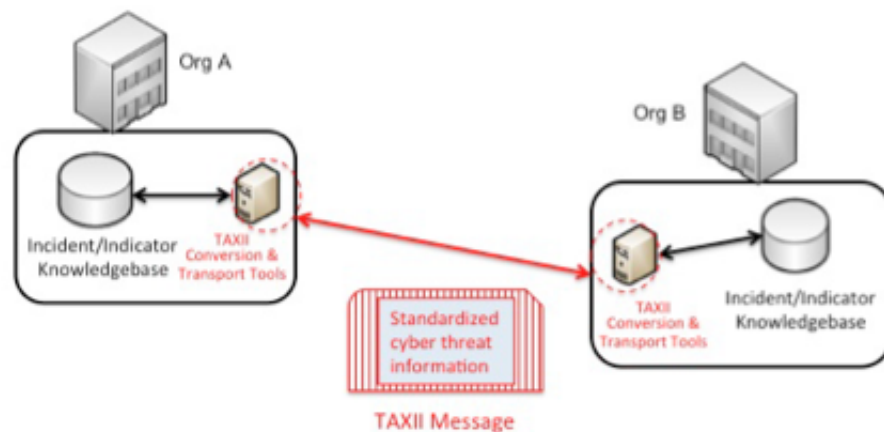 Org A
Org B
Incident/Indicator
Knowledgebase
TAXII
Conversion &
Transport Tools
Standardized
cyber threat
information
TAXII Message
TAXII
Conversion &
Transport Tools
Incident/Indicator
Knowledgebase